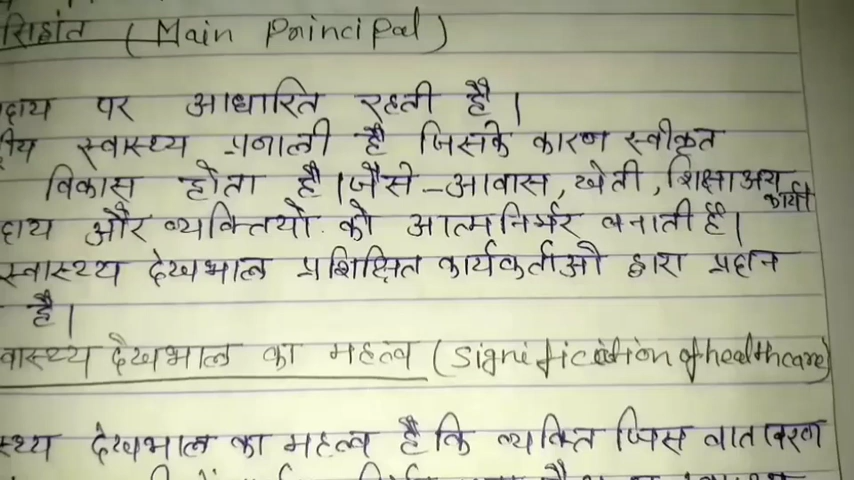 सिद्दांत (Main Principal)
दाय पर आधारित रहती है।
ीय स्वास्थ्य प्रनाली है जिसके कारण स्वीकृत
विकास होता है। जैसे - आवास, खेती, शिक्षा अन्य
कार्य।
दाय और व्यक्तियों को आत्मनिर्भर बनाती है।
स्वास्थ्य देखभाल प्रशिक्षित कार्यकर्ताओ द्वारा प्रदान
है।
वास्थ्य देखभाल का महत्व (Signification of healthcare)
स्थ्य देखभाल का महत्व है कि व्यक्ति जिस वातावरण